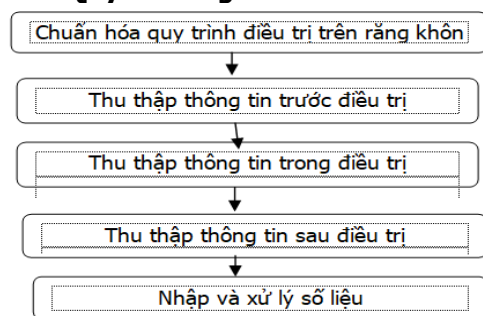 Chuẩn hóa quy trình điều trị trên răng khôn
Thu thập thông tin trước điều trị
Thu thập thông tin trong điều trị
Thu thập thông tin sau điều trị
Nhập và xử lý số liệu